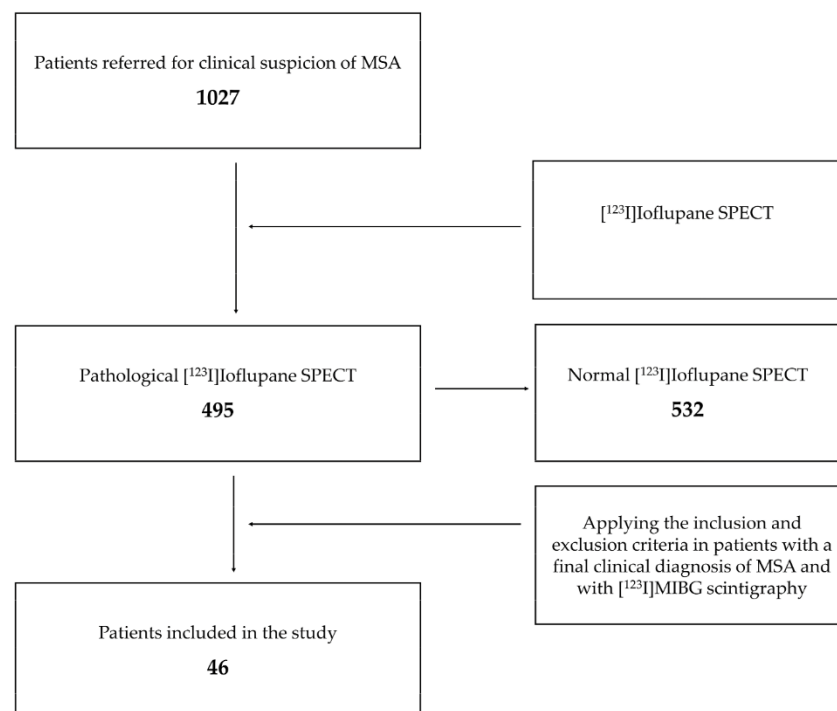 Patients referred for clinical suspicion of MSA
1027
[¹²³I]Ioflupane SPECT
Pathological [¹²³I]Ioflupane SPECT
495
Normal [¹²³I]Ioflupane SPECT
532
Applying the inclusion and
exclusion criteria in patients with a
final clinical diagnosis of MSA and
with [¹²³I]MIBG scintigraphy
Patients included in the study
46